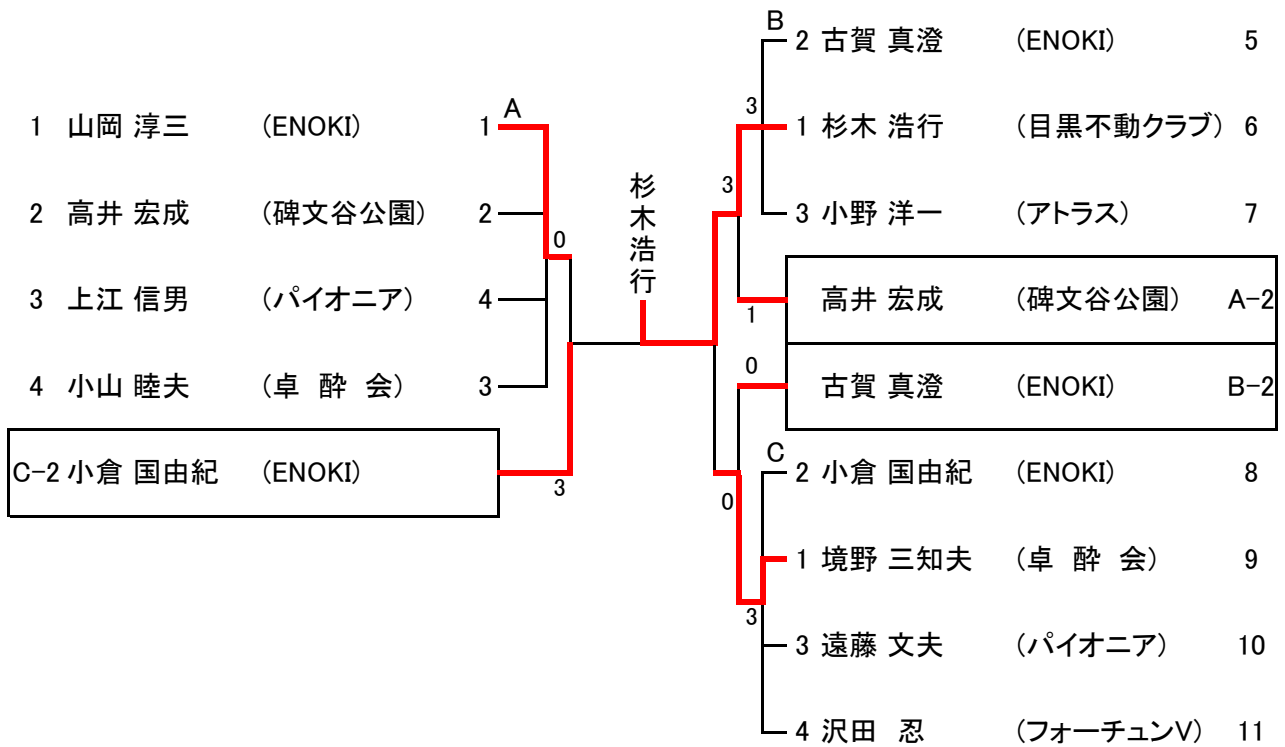 A
1 山岡 淳三 (ENOKI) 1
2 高井 宏成 (碑文谷公園) 2
0
3 上江 信男 (パイオニア) 4
4 小山 睦夫 (卓 酔 会) 3
C-2 小倉 国由紀 (ENOKI)
3
杉木浩行
B
2 古賀 真澄 (ENOKI) 5
3
1 杉木 浩行 (目黒不動クラブ) 6
3
3 小野 洋一 (アトラス) 7
高井 宏成 (碑文谷公園) A-2
1
0
古賀 真澄 (ENOKI) B-2
C
2 小倉 国由紀 (ENOKI) 8
0
1 境野 三知夫 (卓 酔 会) 9
3
3 遠藤 文夫 (パイオニア) 10
4 沢田 忍 (フォーチュンV) 11